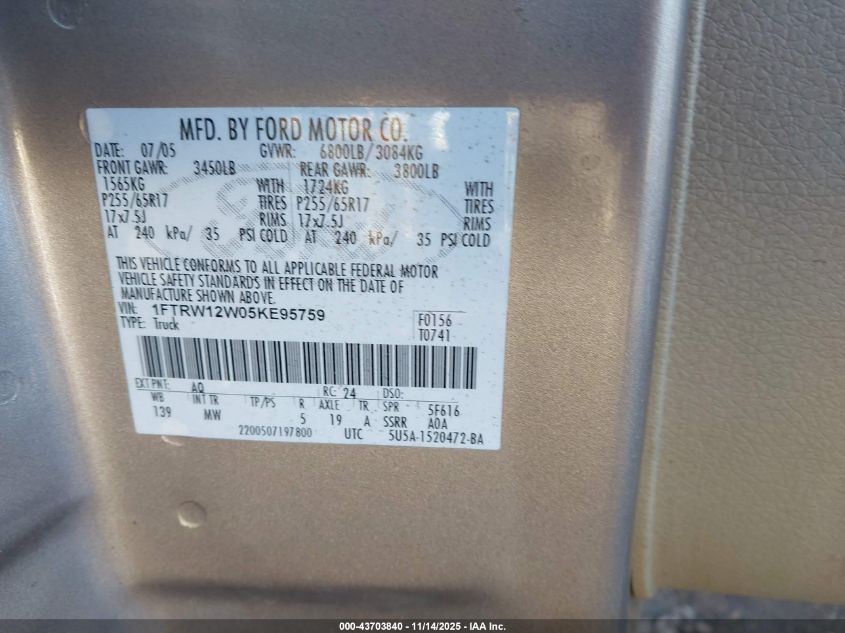 MFD. BY FORD MOTOR CO.
DATE: 07/05 GVWR: 6800LB/3084KG
FRONT GAWR: 3450LB REAR GAWR: 3800LB
1565KG WITH 1724KG WITH
P255/65R17 TIRES P255/65R17 TIRES
17x7.5J RIMS 17x7.5J RIMS
AT 240 kPa/ 35 PSI COLD AT 240 kPa/ 35 PSI COLD
THIS VEHICLE CONFORMS TO ALL APPLICABLE FEDERAL MOTOR
VEHICLE SAFETY STANDARDS IN EFFECT ON THE DATE OF
MANUFACTURE SHOWN ABOVE.
VIN: 1FTRW12W05KE95759
TYPE: Truck
F0156
T0741
EXT PNT: AQ RC: 24 DSO:
WB INT TR TP/PS R AXLE TR SPR 5F616
139 MW 5 19 A SSRR A0A
2200507197800 UTC 5U5A-1520472-BA
000-43703840 - 11/14/2025 - IAA Inc.